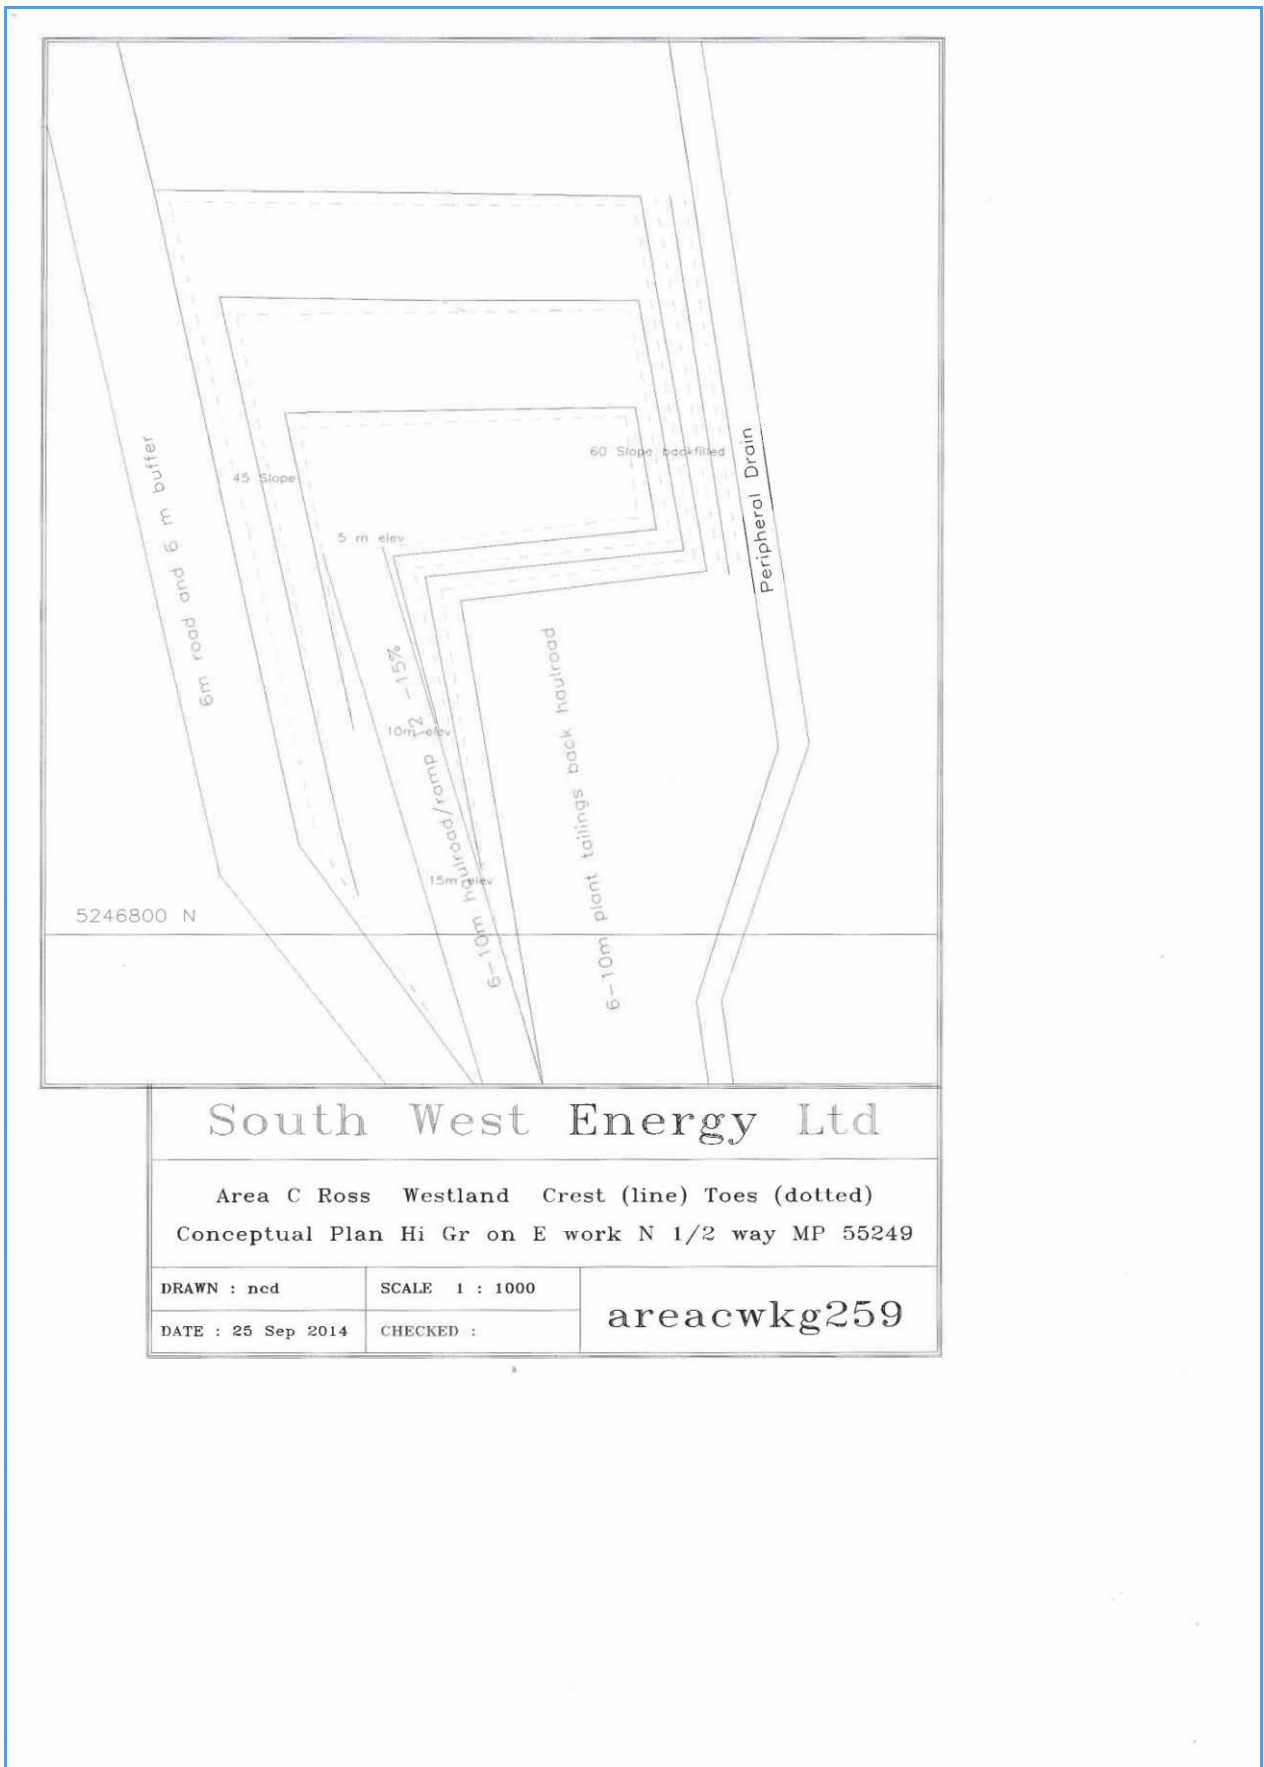 6m road and 6 m buffer
45 Slope
60 Slope backfilled
Peripheral Drain
5 m elev
10m elev
15m elev
6-10m haulroad/ramp 12 -15%
6-10m plant tailings back haulroad
5246800 N
South West Energy Ltd
Area C Ross Westland Crest (line) Toes (dotted)
Conceptual Plan Hi Gr on E work N 1/2 way MP 55249
DRAWN : ncd
SCALE 1 : 1000
DATE : 25 Sep 2014
CHECKED :
areacwkg259